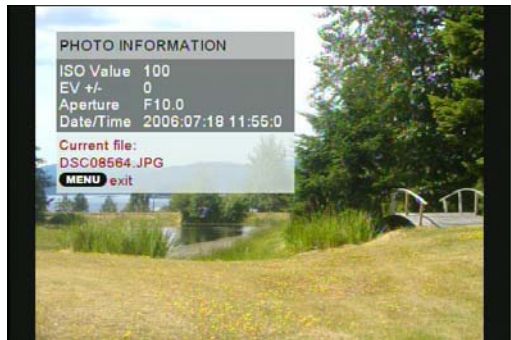 PHOTO INFORMATION
ISO Value 100
EV +/- 0
Aperture F10.0
Date/Time 2006:07:18 11:55:0
Current file:
DSC08564.JPG
MENU exit